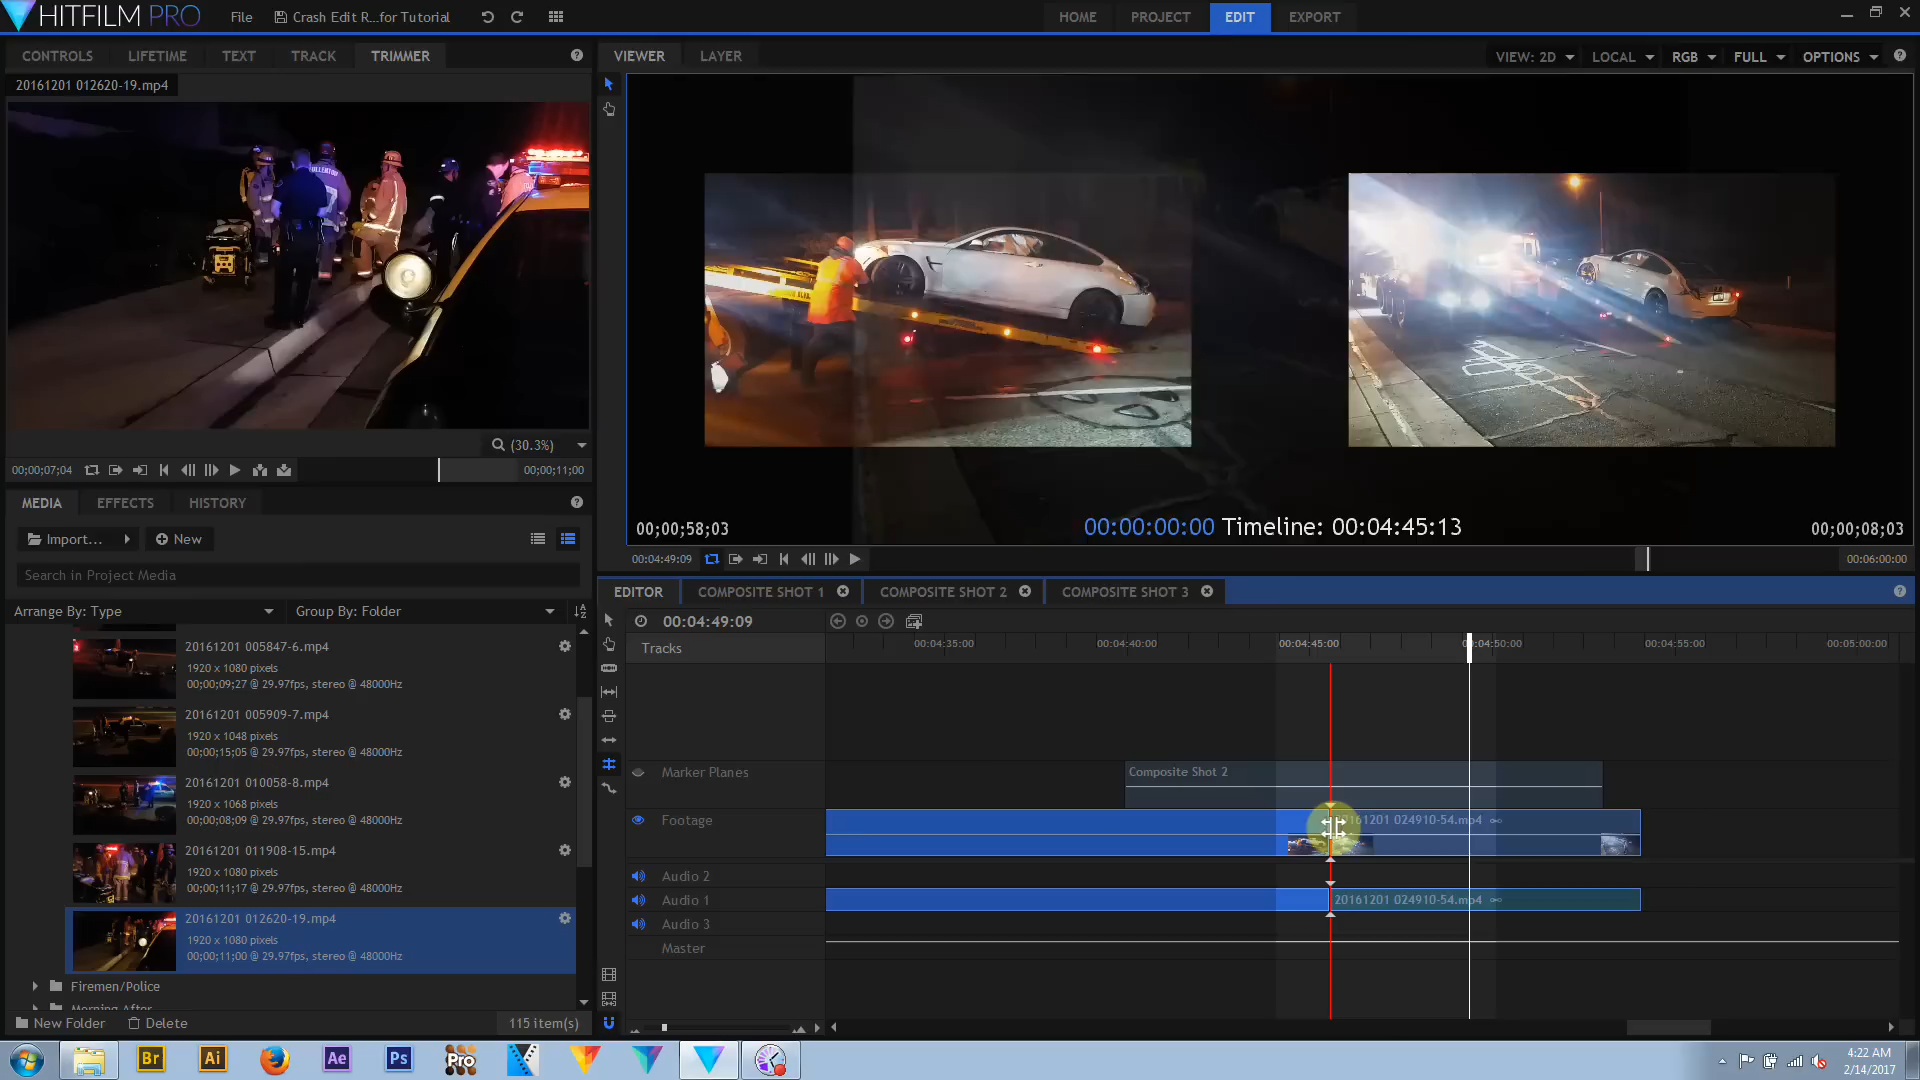 HITFILM PRO
File
Crash Edit R...for Tutorial
HOME
PROJECT
EDIT
EXPORT
CONTROLS
LIFETIME
TEXT
TRACK
TRIMMER
20161201 012620-19.mp4
(30.3%)
00;00;07;04
00;00;11;00
VIEWER
LAYER
VIEW: 2D
LOCAL
RGB
FULL
OPTIONS
00;00;58;03
00:00:00:00 Timeline: 00:04:45:13
00;00;08;03
00:04:49:09
00:06:00:00
MEDIA
EFFECTS
HISTORY
Import...
New
Search in Project Media
Arrange By: Type
Group By: Folder
20161201 005847-6.mp4
1920 x 1080 pixels
00;00;09;27 @ 29.97fps, stereo @ 48000Hz
20161201 005909-7.mp4
1920 x 1048 pixels
00;00;15;05 @ 29.97fps, stereo @ 48000Hz
20161201 010058-8.mp4
1920 x 1068 pixels
00;00;08;09 @ 29.97fps, stereo @ 48000Hz
20161201 011908-15.mp4
1920 x 1080 pixels
00;00;11;17 @ 29.97fps, stereo @ 48000Hz
20161201 012620-19.mp4
1920 x 1080 pixels
00;00;11;00 @ 29.97fps, stereo @ 48000Hz
Firemen/Police
Morning After
New Folder
Delete
115 item(s)
EDITOR
COMPOSITE SHOT 1
COMPOSITE SHOT 2
COMPOSITE SHOT 3
00:04:49:09
Tracks
00:04:35:00
00:04:40:00
00:04:45:00
00:04:50:00
00:04:55:00
00:05:00:00
Marker Planes
Composite Shot 2
Footage
20161201 024910-54.mp4
Audio 2
Audio 1
20161201 024910-54.mp4
Audio 3
Master
Br
Ai
Ae
Ps
Pro
4:22 AM
2/14/2017